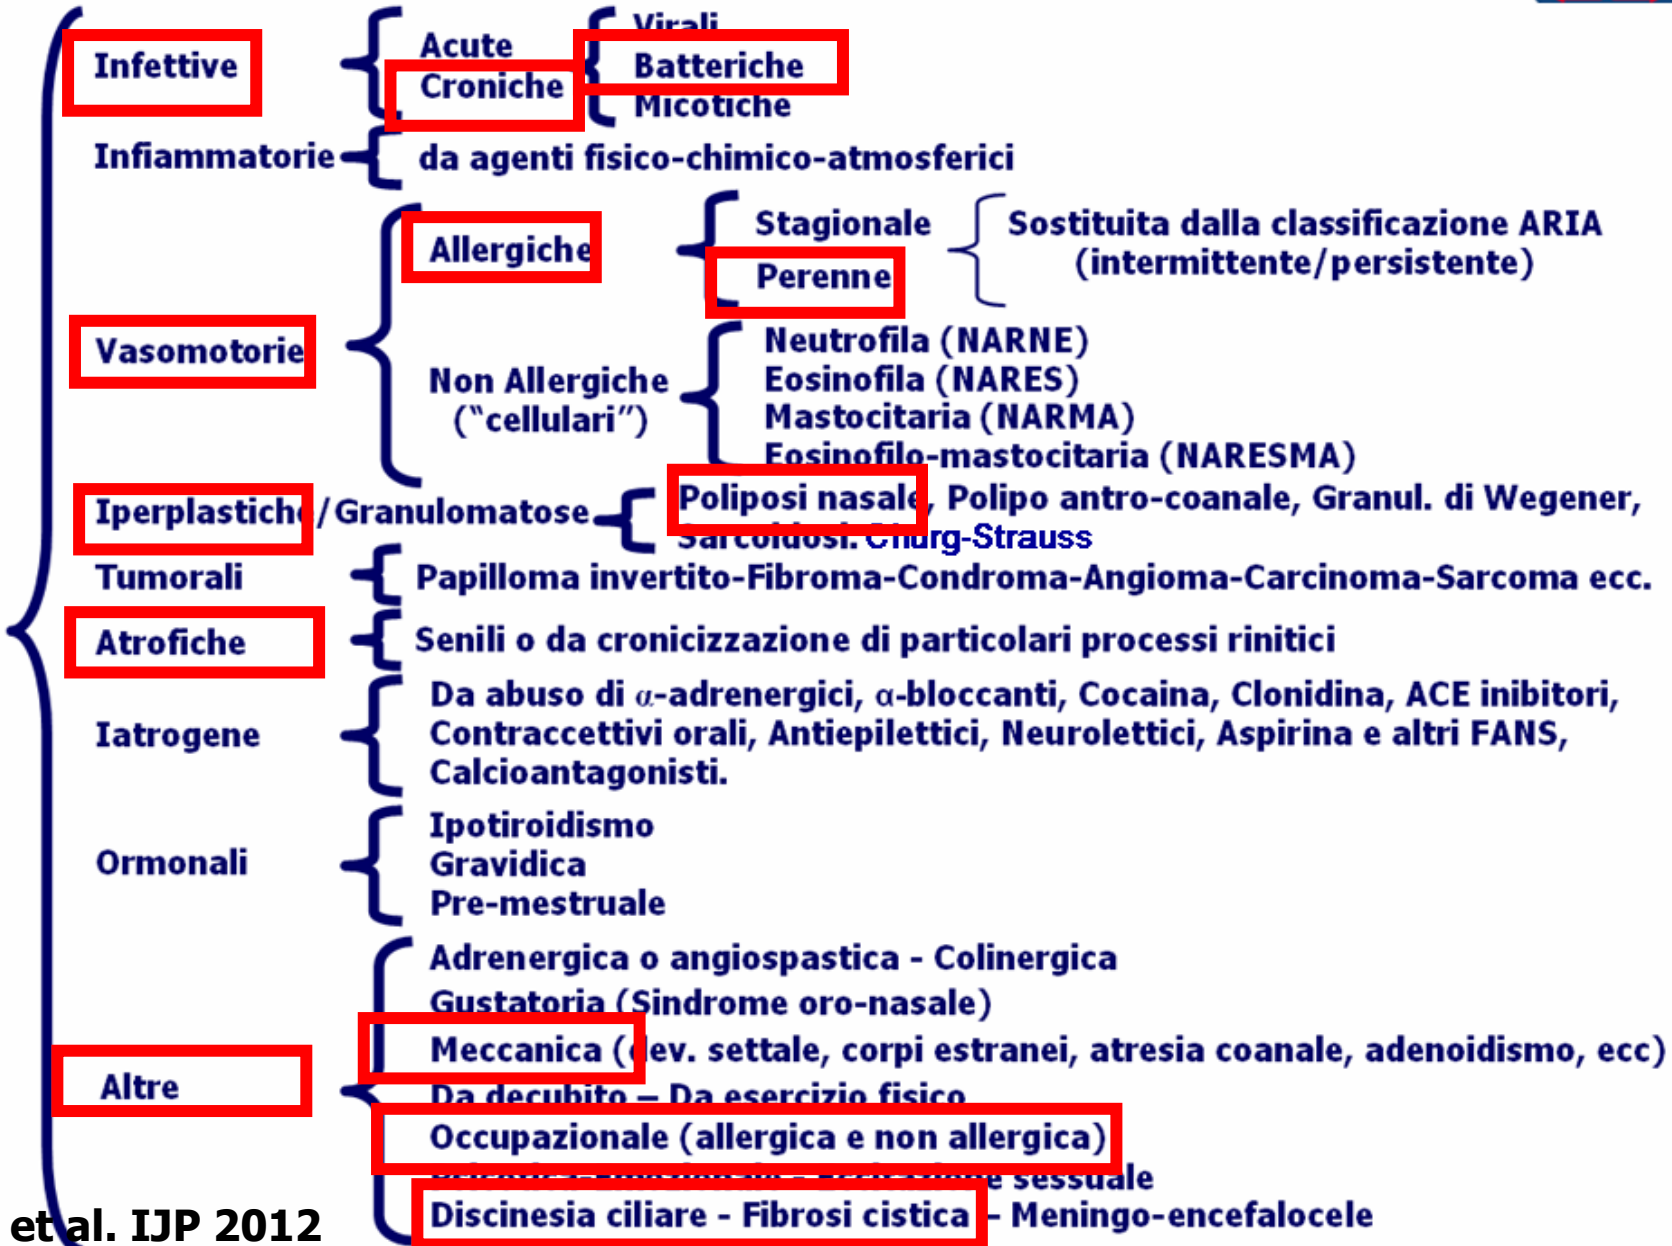 Infettive
Acute
Croniche
Virali
Batteriche
Micotiche
Infiammatorie
da agenti fisico-chimico-atmosferici
Vasomotorie
Allergiche
Stagionale
Perenne
Sostituita dalla classificazione ARIA
(intermittente/persistente)
Non Allergiche
("cellulari")
Neutrofila (NARNE)
Eosinofila (NARES)
Mastocitaria (NARMA)
Eosinofilo-mastocitaria (NARESMA)
Iperplastiche/Granulomatose
Poliposi nasale, Polipo antro-coanale, Granul. di Wegener,
Sarcoidosi. Churg-Strauss
Tumorali
Papilloma invertito-Fibroma-Condroma-Angioma-Carcinoma-Sarcoma ecc.
Atrofiche
Senili o da cronicizzazione di particolari processi rinitici
Iatrogene
Da abuso di α-adrenergici, α-bloccanti, Cocaina, Clonidina, ACE inibitori,
Contraccettivi orali, Antiepilettici, Neurolettici, Aspirina e altri FANS,
Calcioantagonisti.
Ormonali
Ipotiroidismo
Gravidica
Pre-mestruale
Altre
Adrenergica o angiospastica - Colinergica
Gustatoria (Sindrome oro-nasale)
Meccanica (dev. settale, corpi estranei, atresia coanale, adenoidismo, ecc)
Da decubito – Da esercizio fisico
Occupazionale (allergica e non allergica)
sessuale
Discinesia ciliare - Fibrosi cistica - Meningo-encefalocele
et al. IJP 2012